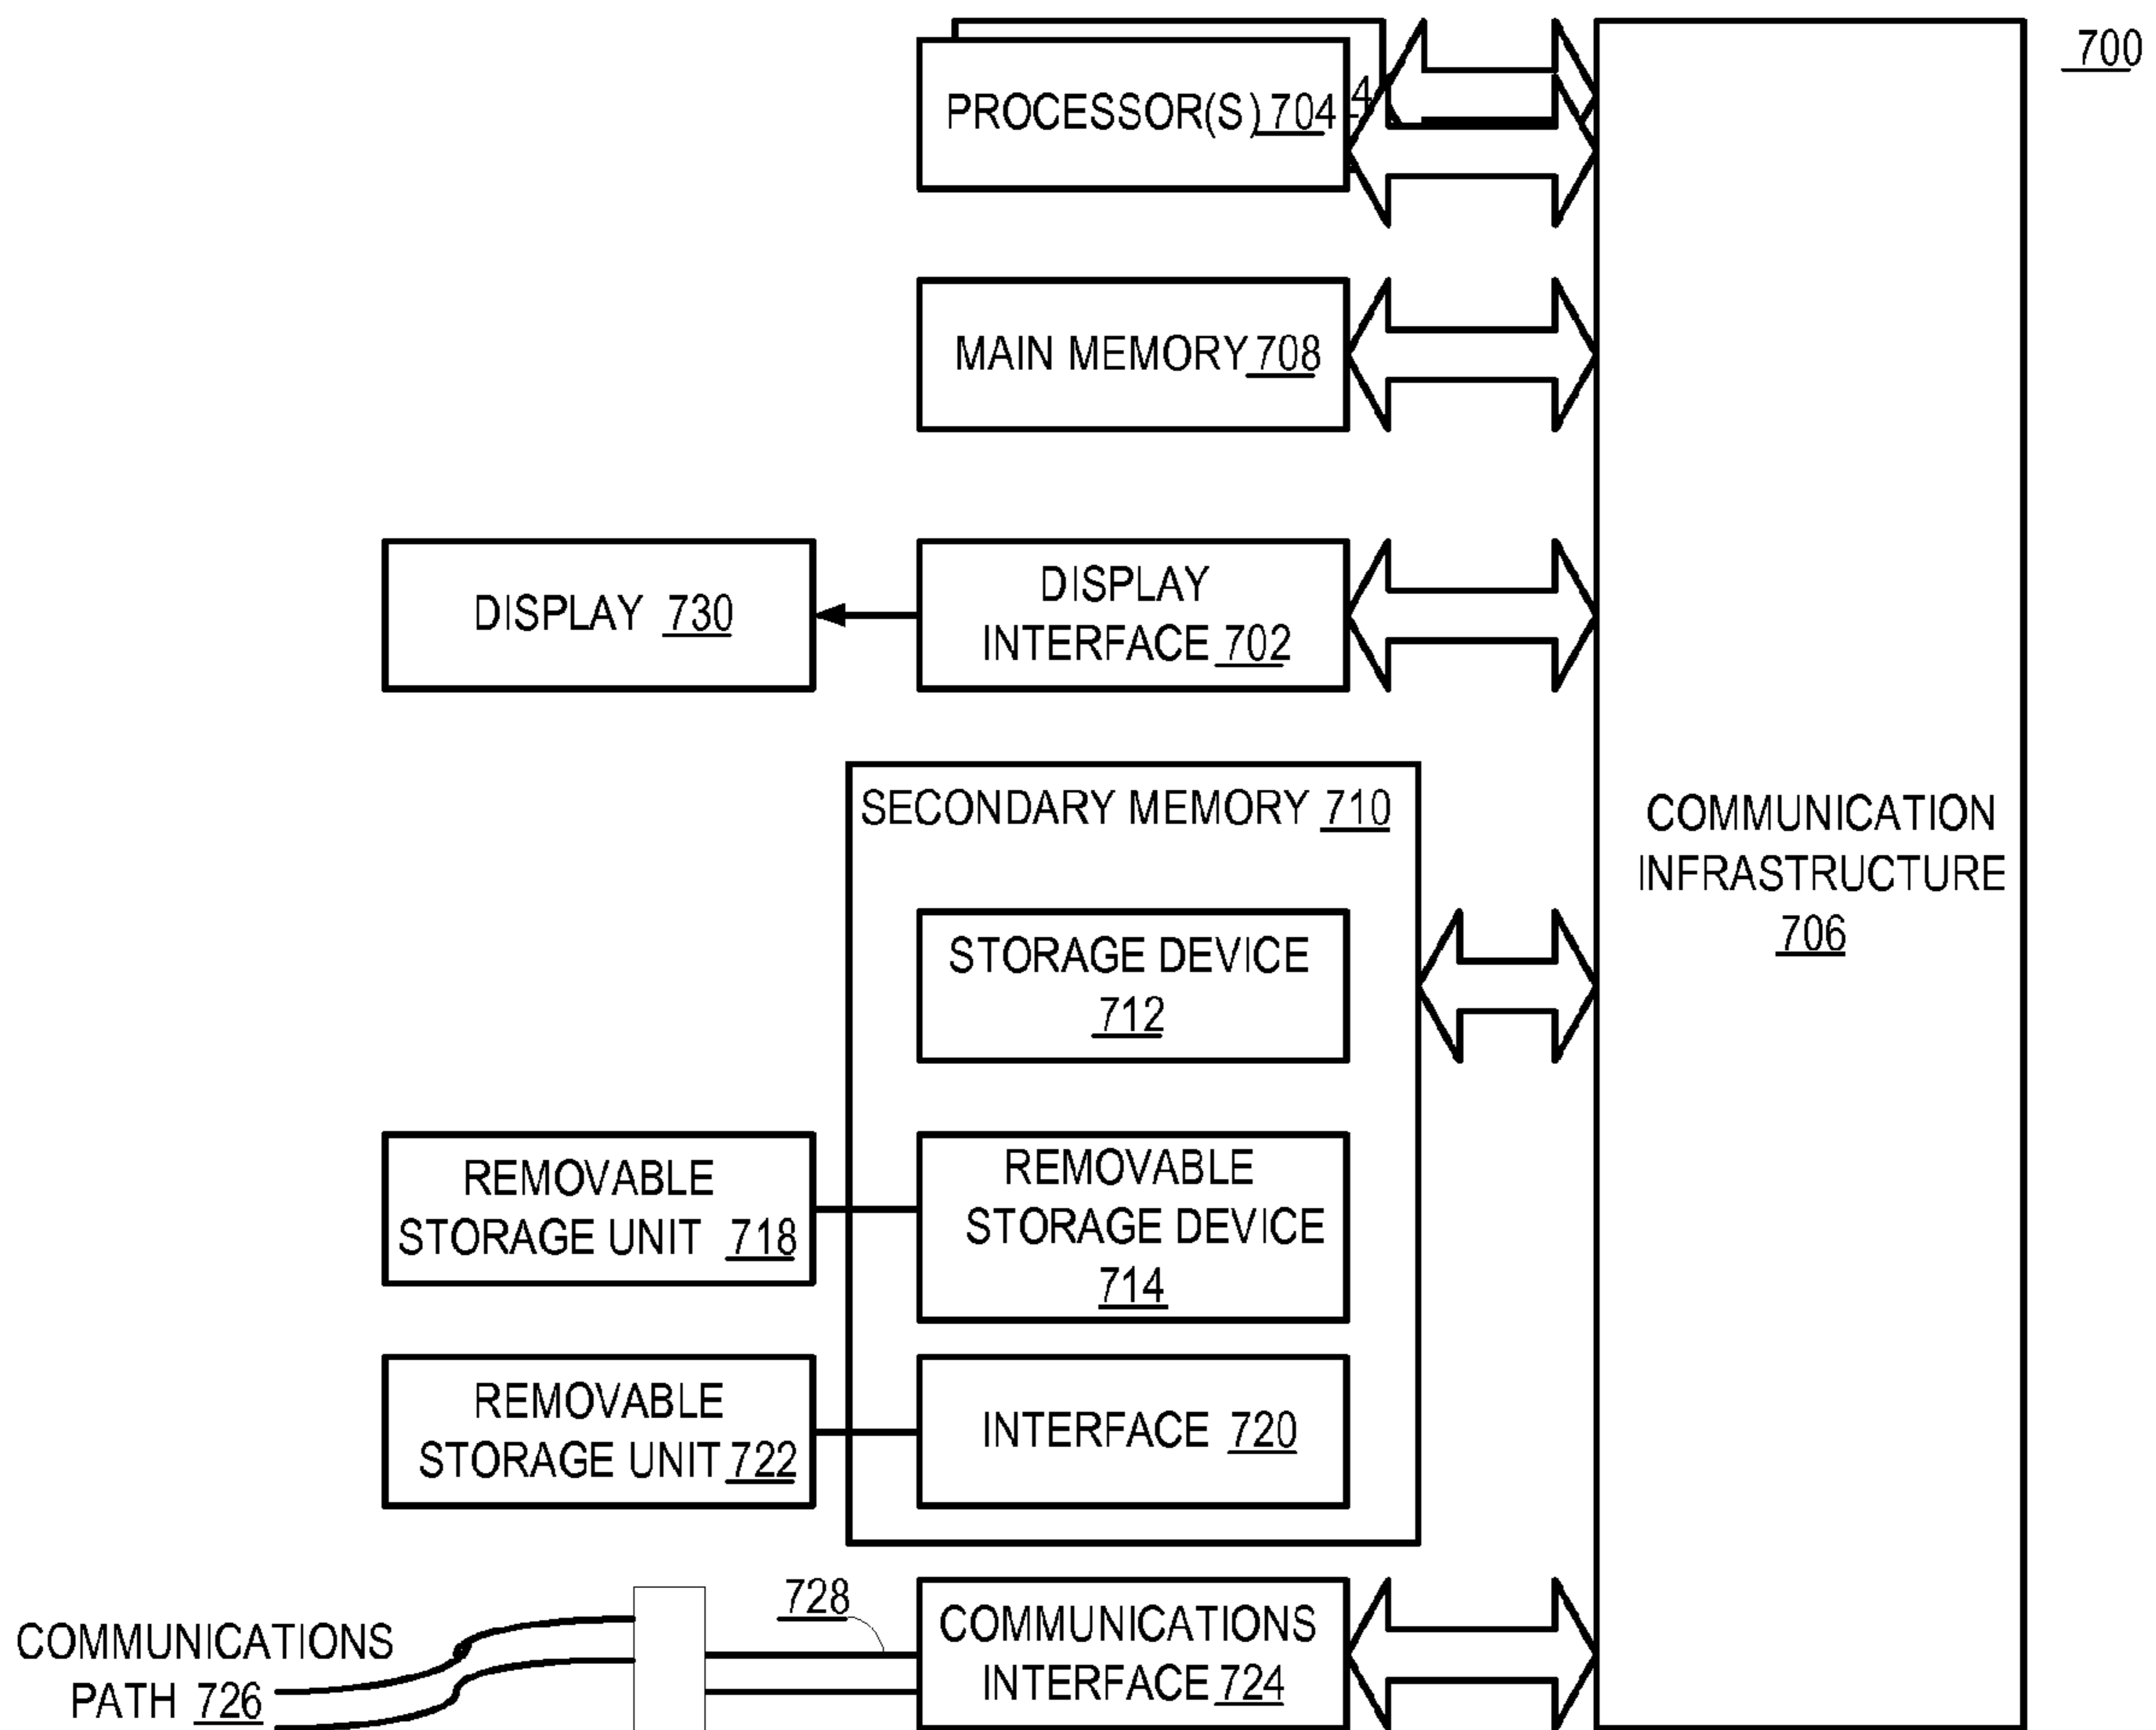 700
PROCESSOR(S) 704
4
MAIN MEMORY 708
DISPLAY 730
DISPLAY
INTERFACE 702
SECONDARY MEMORY 710
STORAGE DEVICE
712
COMMUNICATION
INFRASTRUCTURE
706
REMOVABLE
STORAGE UNIT 718
REMOVABLE
STORAGE DEVICE
714
REMOVABLE
STORAGE UNIT 722
INTERFACE 720
728
COMMUNICATIONS
PATH 726
COMMUNICATIONS
INTERFACE 724